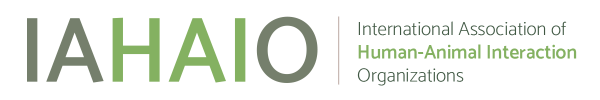 IAHAIO
International Association of
Human-Animal Interaction
Organizations